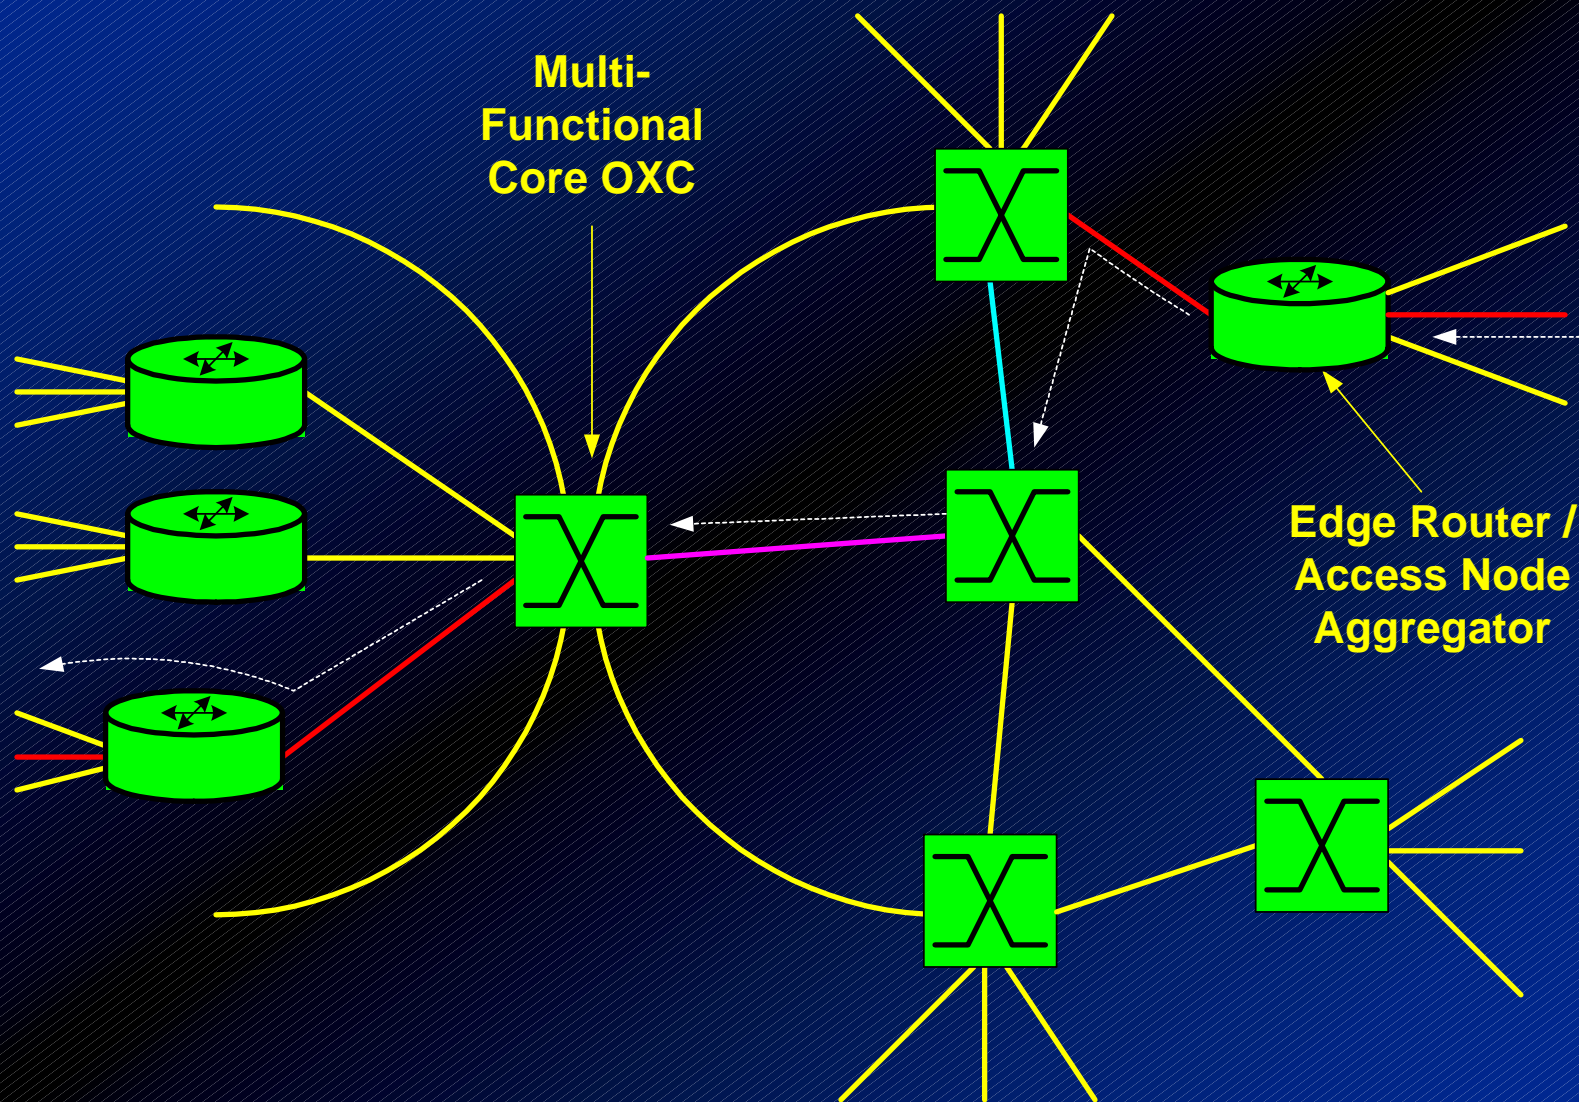 Multi-
Functional
Core OXC
Edge Router /
Access Node
Aggregator